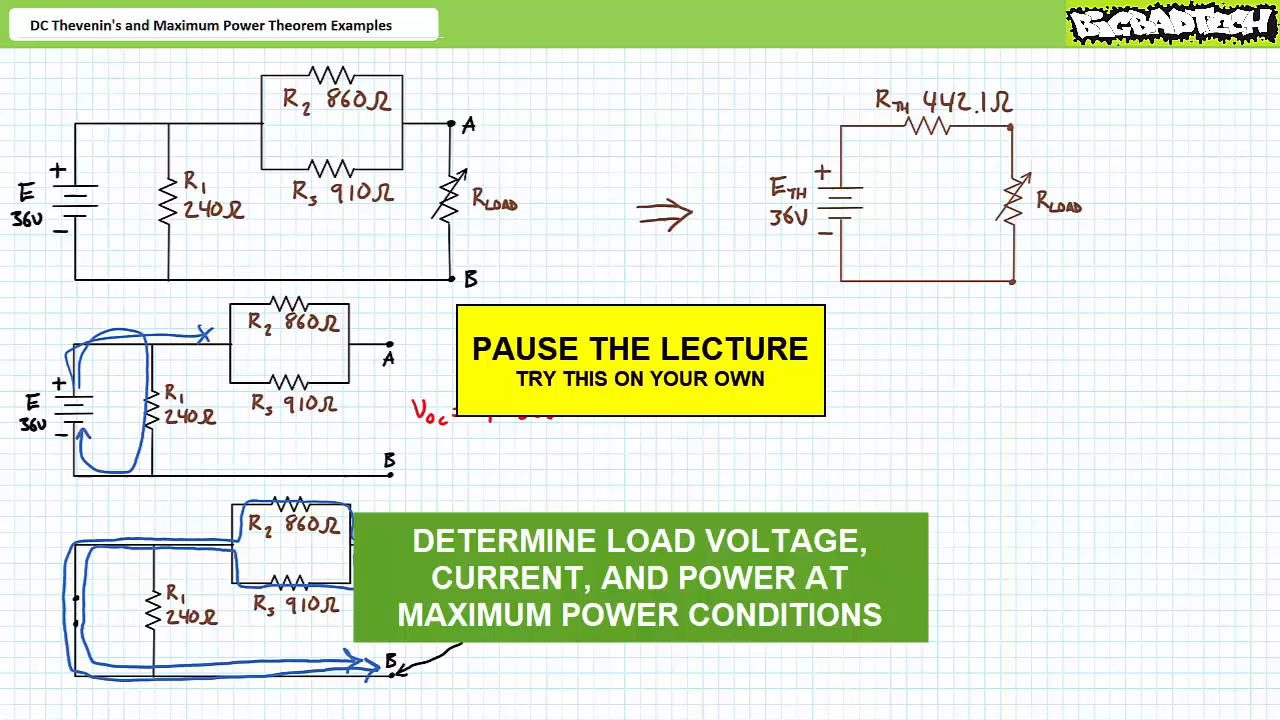 DC Thevenin's and Maximum Power Theorem Examples
BIGBADTECH
R2 860Ω
R3 910Ω
A
+
E
36V
−
R1
240Ω
RLOAD
B
RTH 442.1Ω
+
ETH
36V
−
RLOAD
R2 860Ω
R3 910Ω
A
+
E
36V
−
R1
240Ω
B
VOC
PAUSE THE LECTURE
TRY THIS ON YOUR OWN
R2 860Ω
R3 910Ω
R1
240Ω
B
DETERMINE LOAD VOLTAGE,
CURRENT, AND POWER AT
MAXIMUM POWER CONDITIONS